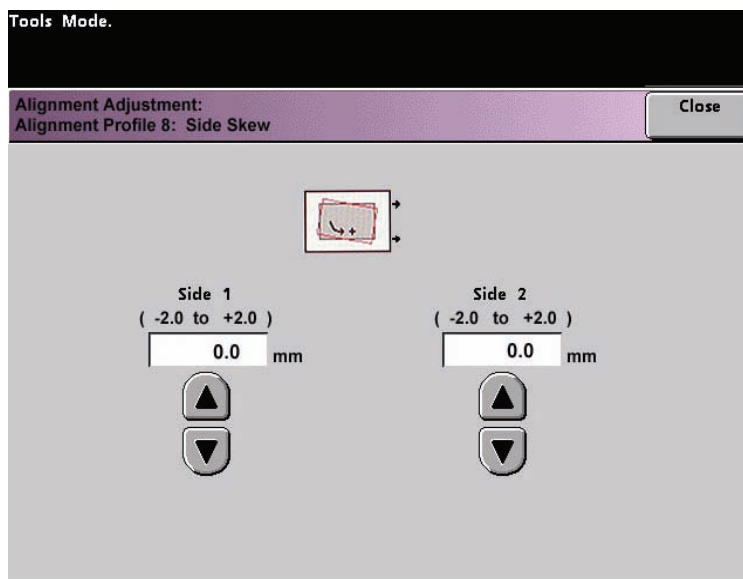 Tools Mode.
Alignment Adjustment:
Alignment Profile 8: Side Skew
Close
Side 1
( -2.0 to +2.0 )
0.0 mm
Side 2
( -2.0 to +2.0 )
0.0 mm